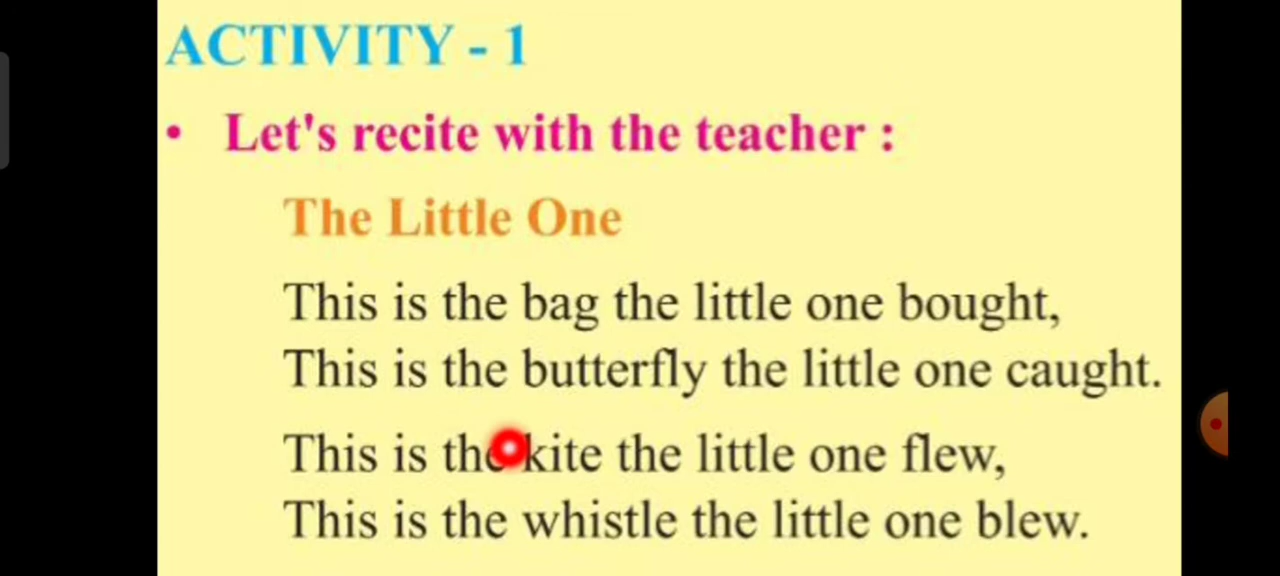 ACTIVITY - 1
• Let's recite with the teacher :
The Little One
This is the bag the little one bought,
This is the butterfly the little one caught.
This is the kite the little one flew,
This is the whistle the little one blew.